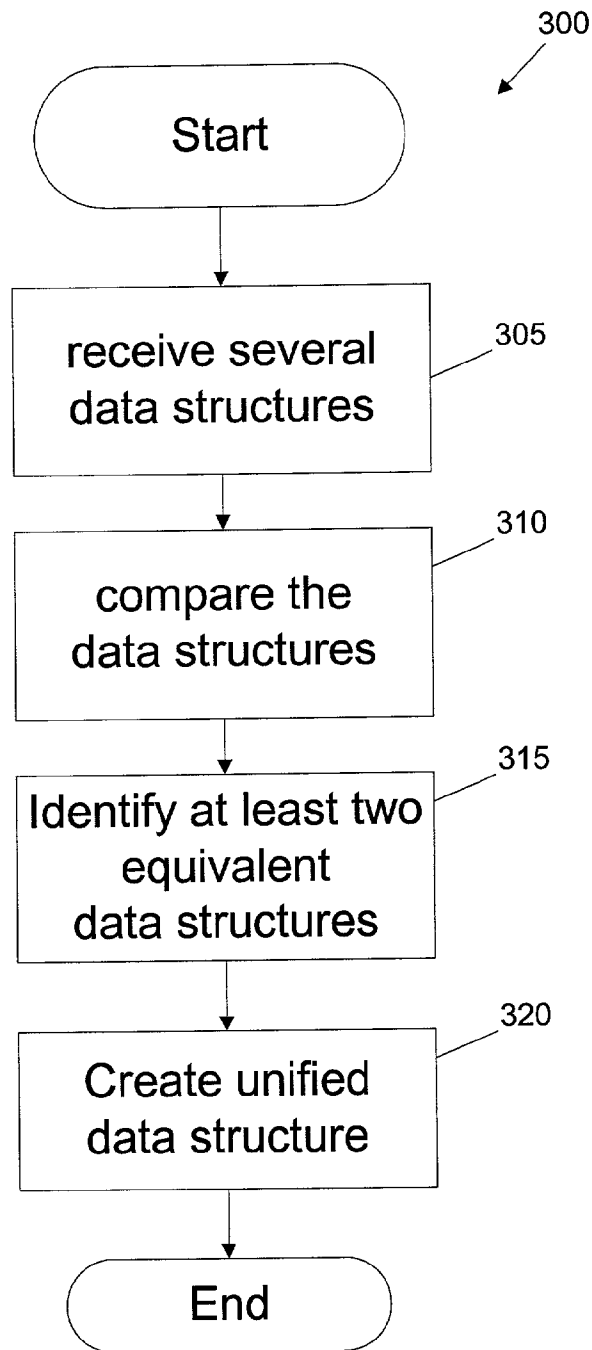 300
Start
receive several
data structures
305
compare the
data structures
310
Identify at least two
equivalent
data structures
315
Create unified
data structure
320
End